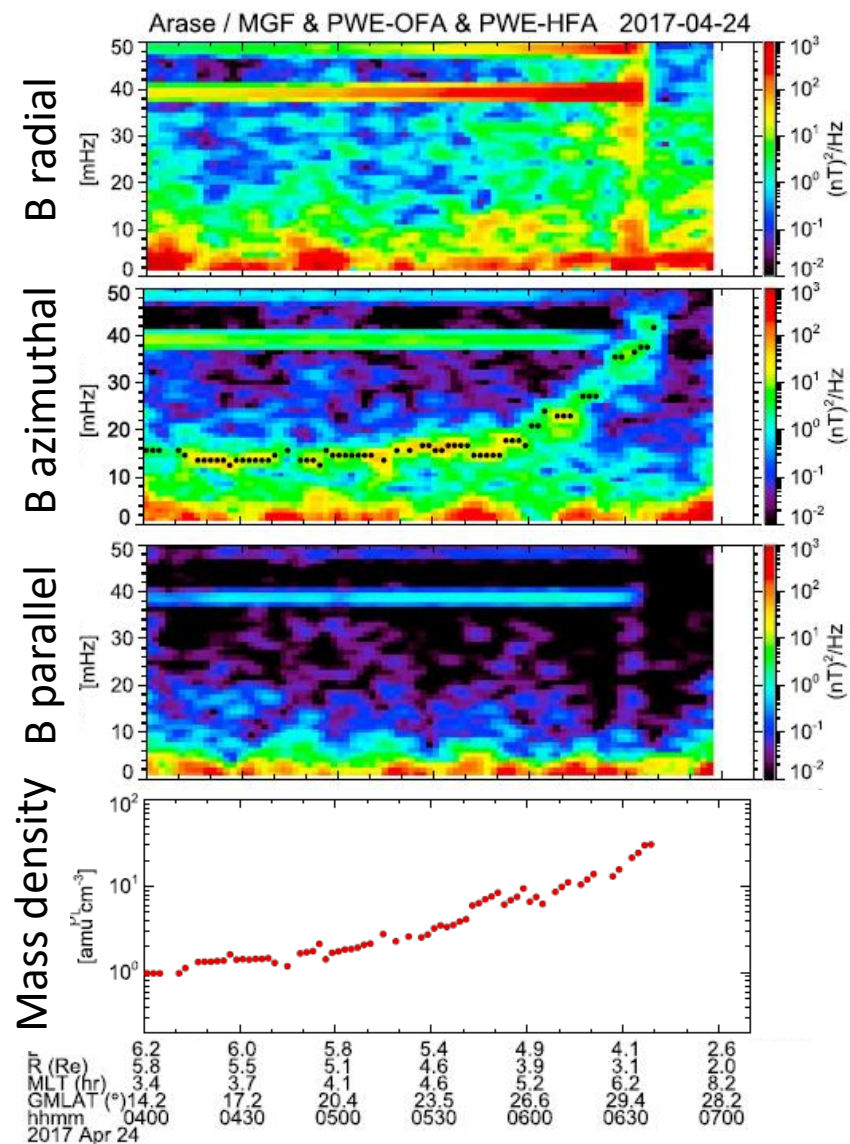 Arase / MGF & PWE-OFA & PWE-HFA 2017-04-24
B radial
[mHz]
50
40
30
20
10
0
10³
10²
10¹
10⁰
10⁻¹
10⁻²
(nT)²/Hz
B azimuthal
[mHz]
50
40
30
20
10
0
10³
10²
10¹
10⁰
10⁻¹
10⁻²
(nT)²/Hz
B parallel
[mHz]
50
40
30
20
10
0
10³
10²
10¹
10⁰
10⁻¹
10⁻²
(nT)²/Hz
Mass density
[amu cm⁻³]
10²
10¹
10⁰
6.2 6.0 5.8 5.4 4.9 4.1 2.6
R (Re) 5.8 5.5 5.1 4.6 3.9 3.1 2.0
MLT (hr) 3.4 3.7 4.1 4.6 5.2 6.2 8.2
GMLAT (°) 14.2 17.2 20.4 23.5 26.6 29.4 28.2
hhmm 0400 0430 0500 0530 0600 0630 0700
2017 Apr 24